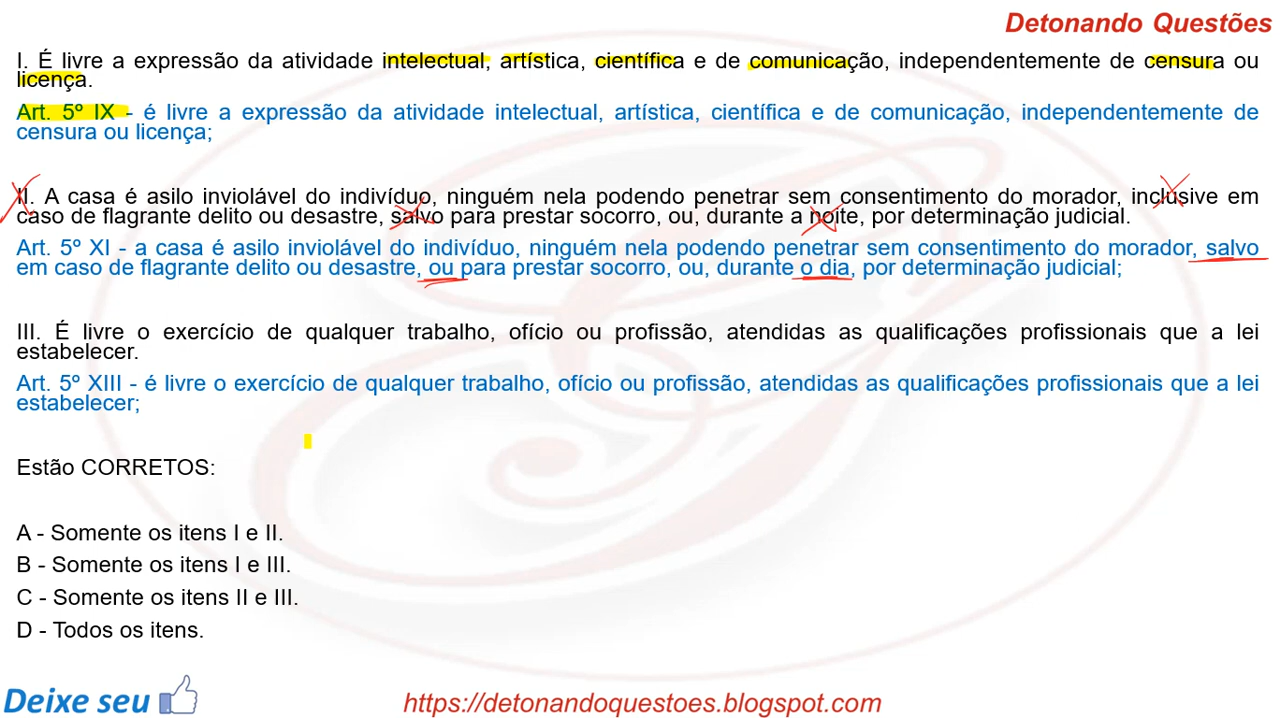 Detonando Questões
I. É livre a expressão da atividade intelectual, artística, científica e de comunicação, independentemente de censura ou
licença.
Art. 5º IX - é livre a expressão da atividade intelectual, artística, científica e de comunicação, independentemente de
censura ou licença;
II. A casa é asilo inviolável do indivíduo, ninguém nela podendo penetrar sem consentimento do morador, inclusive em
caso de flagrante delito ou desastre, salvo para prestar socorro, ou, durante a noite, por determinação judicial.
Art. 5º XI - a casa é asilo inviolável do indivíduo, ninguém nela podendo penetrar sem consentimento do morador, salvo
em caso de flagrante delito ou desastre, ou para prestar socorro, ou, durante o dia, por determinação judicial;
III. É livre o exercício de qualquer trabalho, ofício ou profissão, atendidas as qualificações profissionais que a lei
estabelecer.
Art. 5º XIII - é livre o exercício de qualquer trabalho, ofício ou profissão, atendidas as qualificações profissionais que a lei
estabelecer;
Estão CORRETOS:
A - Somente os itens I e II.
B - Somente os itens I e III.
C - Somente os itens II e III.
D - Todos os itens.
Deixe seu
https://detonandoquestoes.blogspot.com